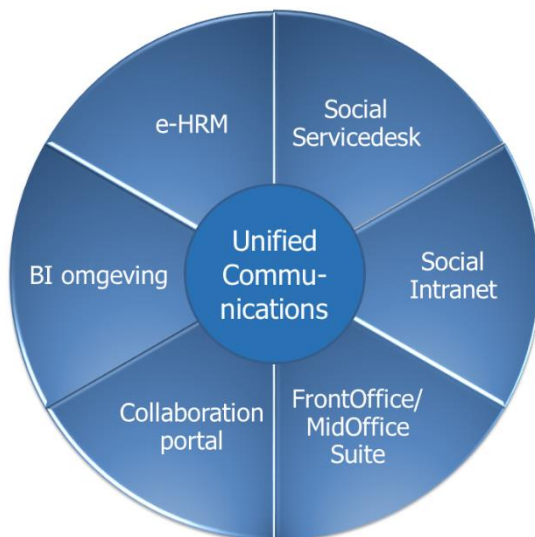 e-HRM
Social
Servicedesk
Unified
Commu-
nications
BI omgeving
Social
Intranet
Collaboration
portal
FrontOffice/
MidOffice
Suite